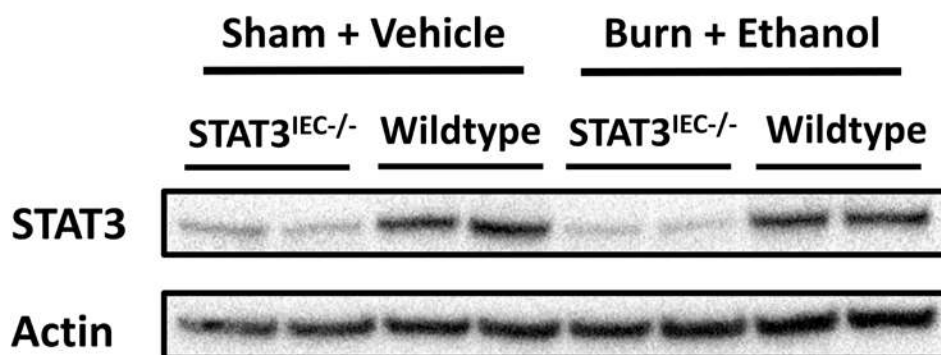 Sham + Vehicle Burn + Ethanol
STAT3IEC-/- Wildtype STAT3IEC-/- Wildtype
STAT3
Actin